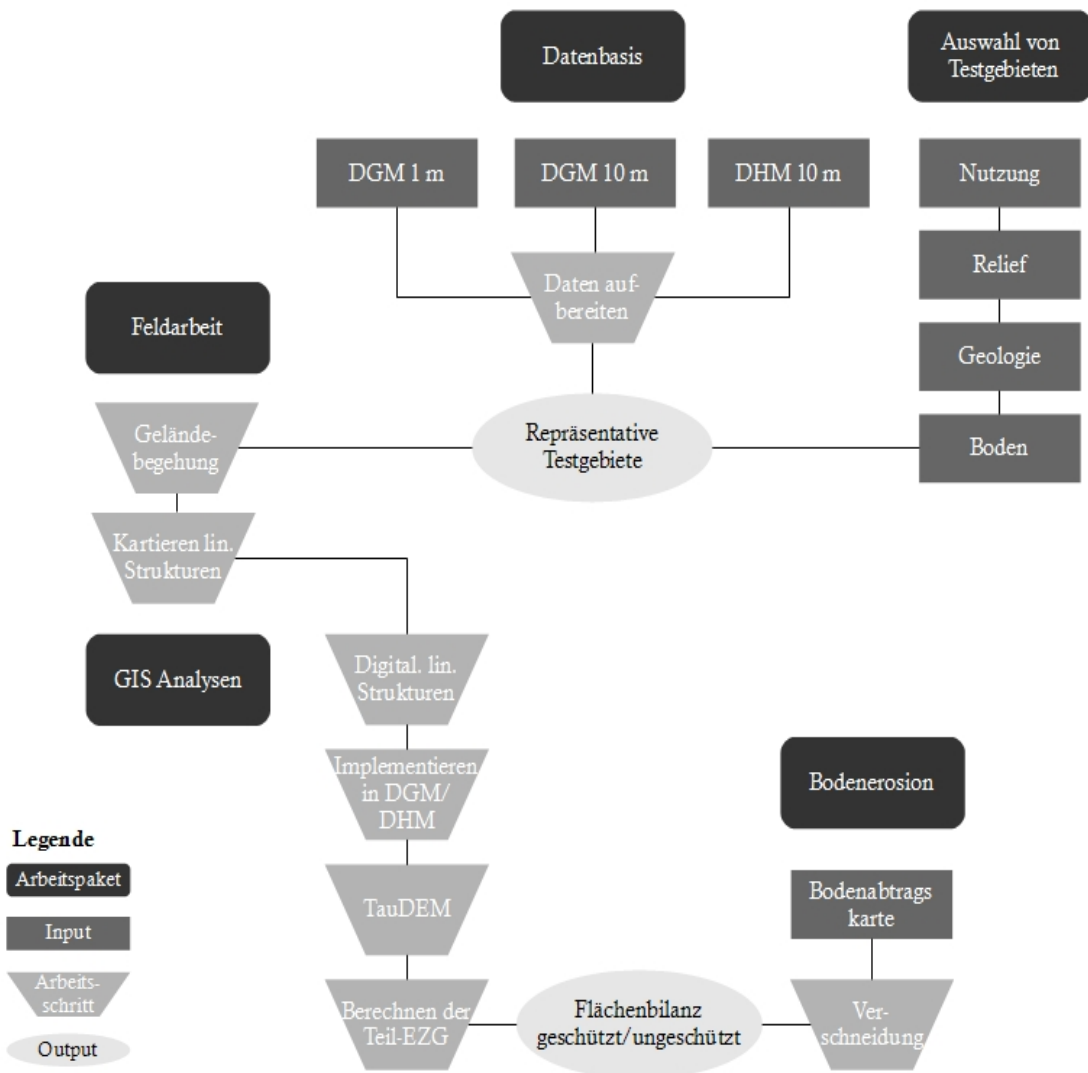 Datenbasis
Auswahl von
Testgebieten
DGM 1 m
DGM 10 m
DHM 10 m
Nutzung
Relief
Daten auf-
bereiten
Feldarbeit
Geologie
Gelände-
begehung
Repräsentative
Testgebiete
Boden
Kartieren lin.
Strukturen
GIS Analysen
Digital. lin.
Strukturen
Implementieren
in DGM/
DHM
Bodenerosion
TauDEM
Bodenabtrags
karte
Berechnen der
Teil-EZG
Flächenbilanz
geschützt/ungeschützt
Ver-
schneidung
Legende
Arbeitspaket
Input
Arbeits-
schritt
Output